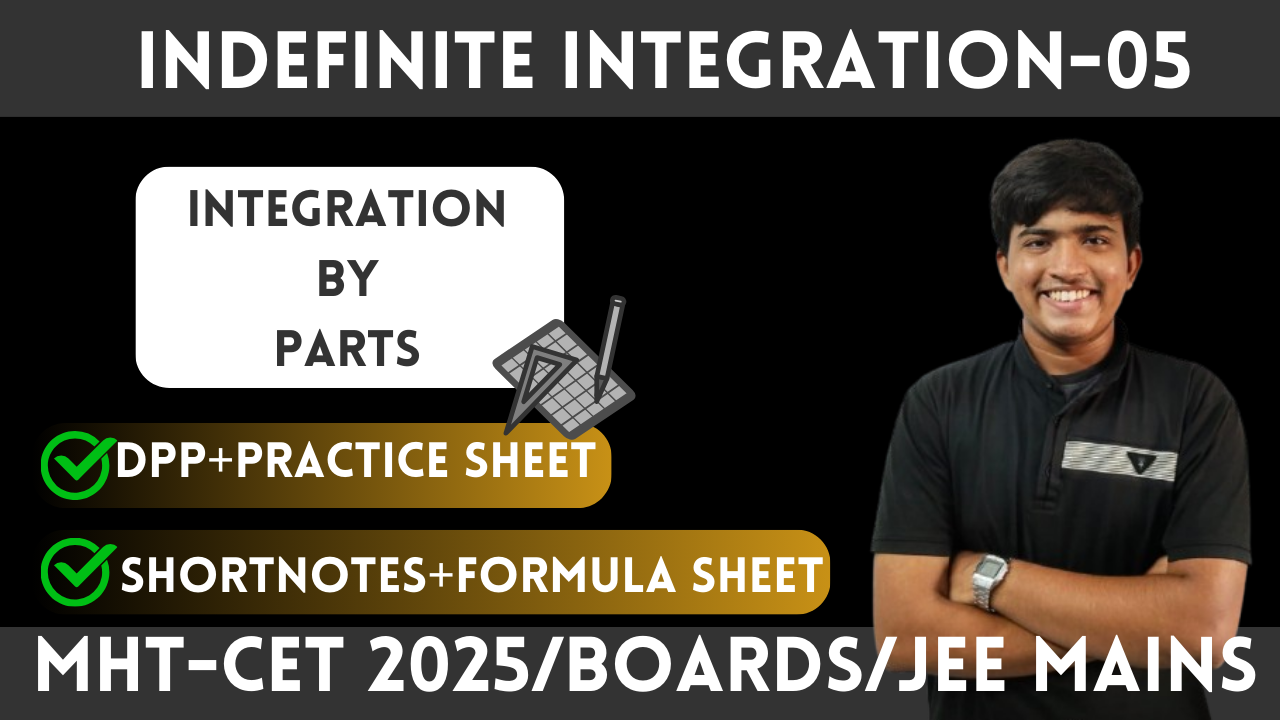 INDEFINITE INTEGRATION-05
INTEGRATION
BY
PARTS
DPP+PRACTICE SHEET
SHORTNOTES+FORMULA SHEET
MHT-CET 2025/BOARDS/JEE MAINS